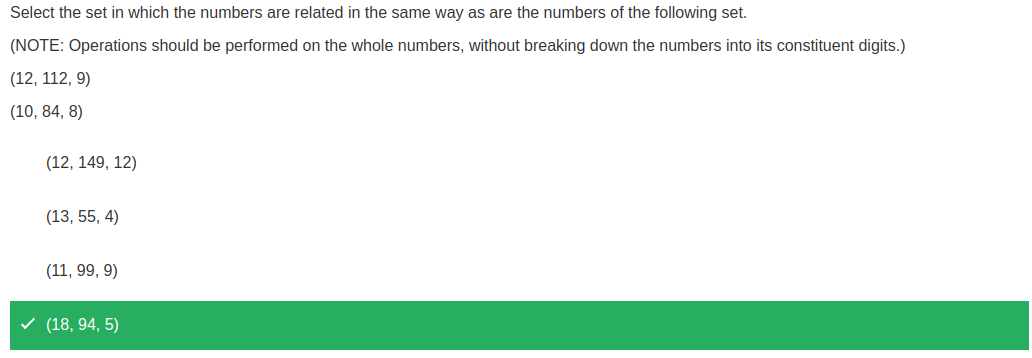 Select the set in which the numbers are related in the same way as are the numbers of the following set.
(NOTE: Operations should be performed on the whole numbers, without breaking down the numbers into its constituent digits.)
(12, 112, 9)
(10, 84, 8)
(12, 149, 12)
(13, 55, 4)
(11, 99, 9)
(18, 94, 5)